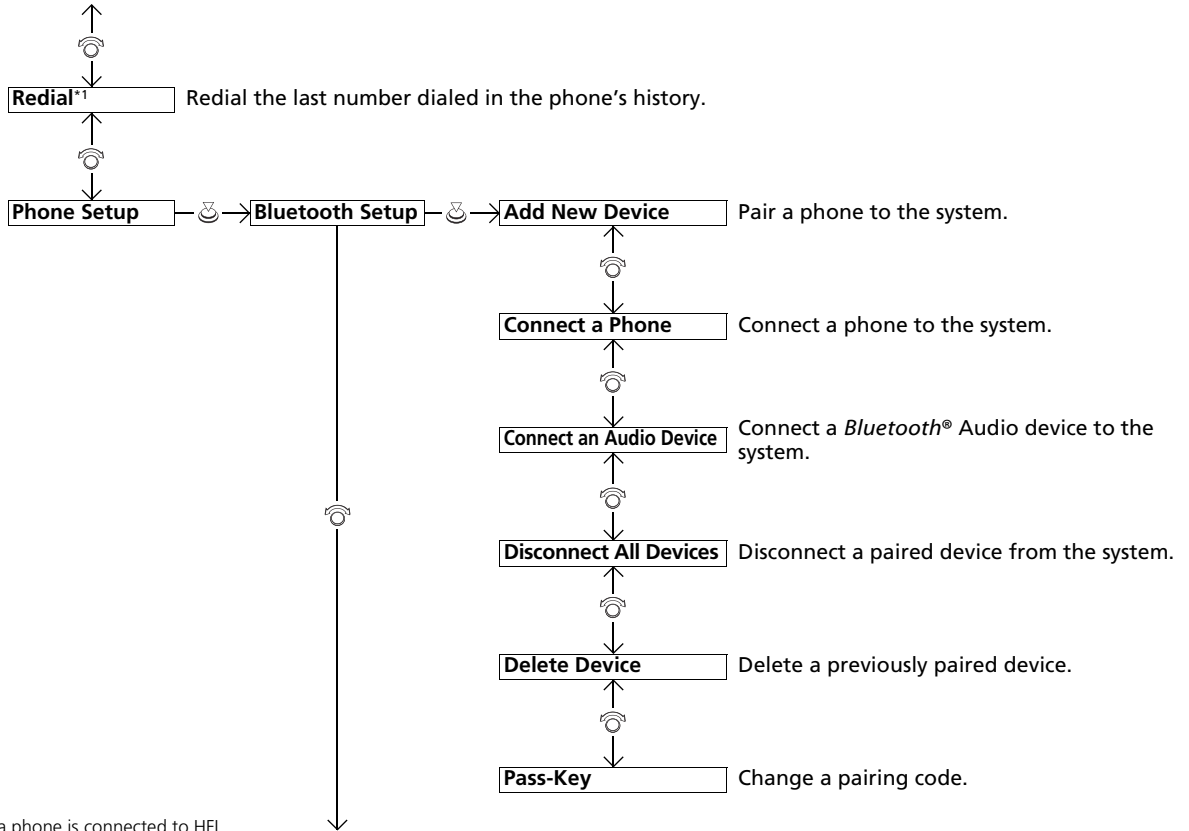 Redial*1 Redial the last number dialed in the phone's history.
Phone Setup Bluetooth Setup Add New Device Pair a phone to the system.
Connect a Phone Connect a phone to the system.
Connect an Audio Device Connect a Bluetooth® Audio device to the
system.
Disconnect All Devices Disconnect a paired device from the system.
Delete Device Delete a previously paired device.
Pass-Key Change a pairing code.
a phone is connected to HFL